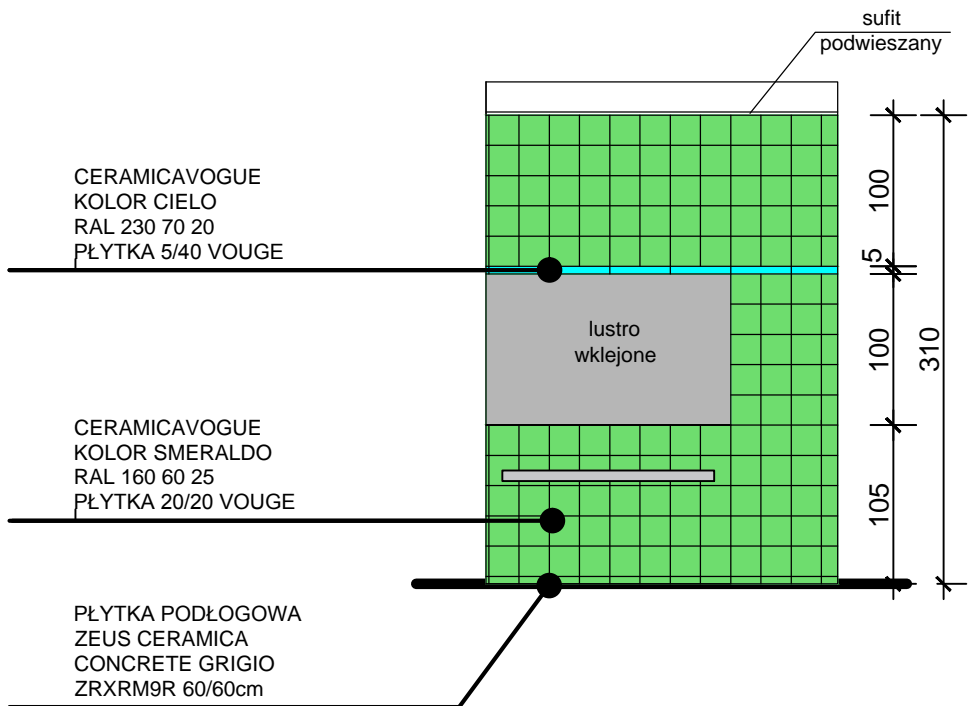 sufit
podwieszany
CERAMICAVOGUE
KOLOR CIELO
RAL 230 70 20
PŁYTKA 5/40 VOUGE
100
5
lustro
wklejone
100
310
CERAMICAVOGUE
KOLOR SMERALDO
RAL 160 60 25
PŁYTKA 20/20 VOUGE
105
PŁYTKA PODŁOGOWA
ZEUS CERAMICA
CONCRETE GRIGIO
ZRXRM9R 60/60cm